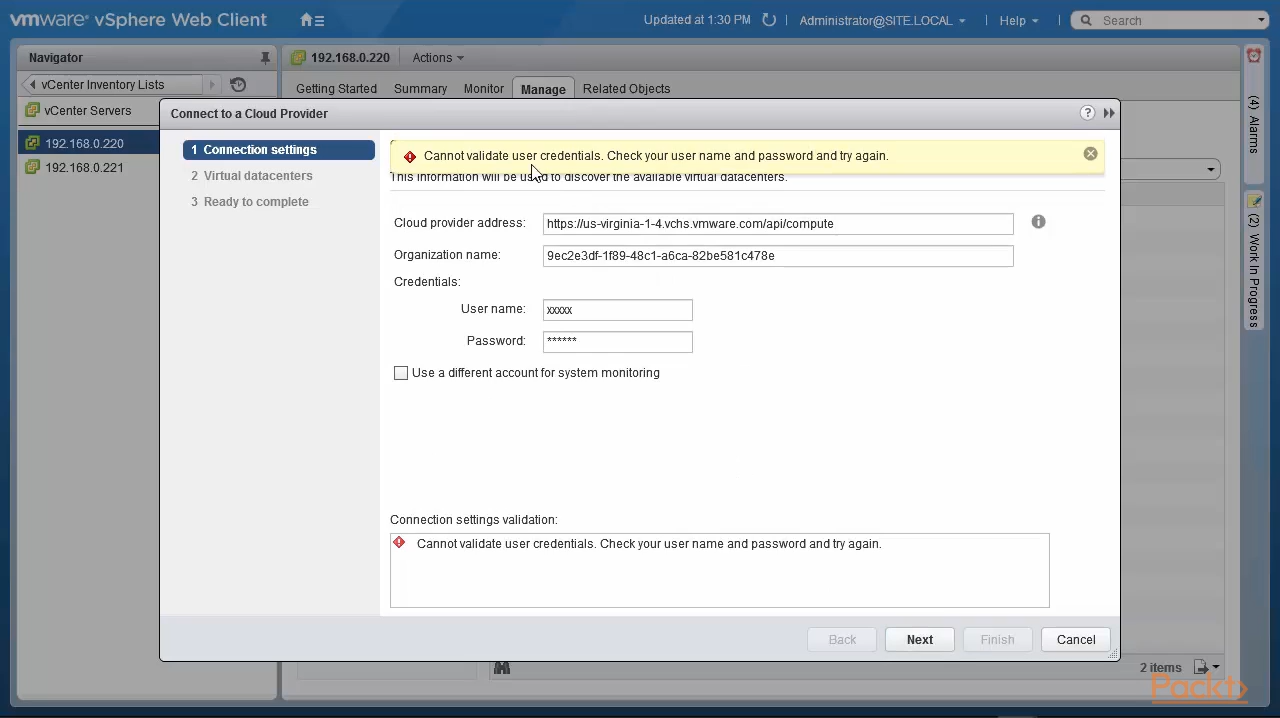 vmware® vSphere Web Client
Updated at 1:30 PM
Administrator@SITE.LOCAL
Help
Search
Navigator
192.168.0.220
Actions
vCenter Inventory Lists
Getting Started
Summary
Monitor
Manage
Related Objects
vCenter Servers
192.168.0.220
192.168.0.221
(4) Alarms
(2) Work In Progress
Connect to a Cloud Provider
1 Connection settings
2 Virtual datacenters
3 Ready to complete
Cannot validate user credentials. Check your user name and password and try again.
This information will be used to discover the available virtual datacenters.
Cloud provider address: https://us-virginia-1-4.vchs.vmware.com/api/compute
Organization name: 9ec2e3df-1f89-48c1-a6ca-82be581c478e
Credentials:
User name: xxxxx
Password: ******
Use a different account for system monitoring
Connection settings validation:
Cannot validate user credentials. Check your user name and password and try again.
Back
Next
Finish
Cancel
2 items
Packt